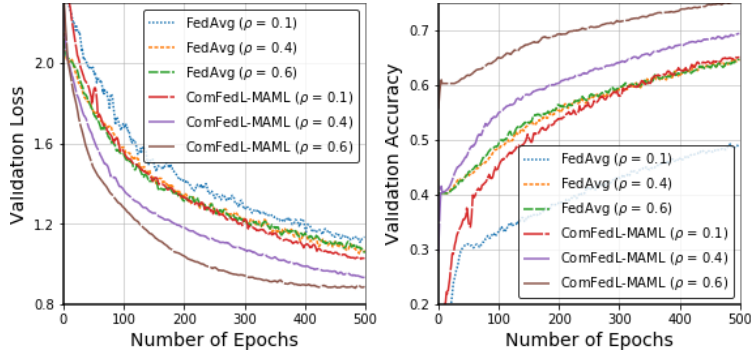 2.0
1.6
1.2
0.8
0 100 200 300 400 500
Validation Loss
Number of Epochs
FedAvg (ρ = 0.1)
FedAvg (ρ = 0.4)
FedAvg (ρ = 0.6)
ComFedL-MAML (ρ = 0.1)
ComFedL-MAML (ρ = 0.4)
ComFedL-MAML (ρ = 0.6)
0.7
0.6
0.5
0.4
0.3
0.2
0 100 200 300 400 500
Validation Accuracy
Number of Epochs
FedAvg (ρ = 0.1)
FedAvg (ρ = 0.4)
FedAvg (ρ = 0.6)
ComFedL-MAML (ρ = 0.1)
ComFedL-MAML (ρ = 0.4)
ComFedL-MAML (ρ = 0.6)